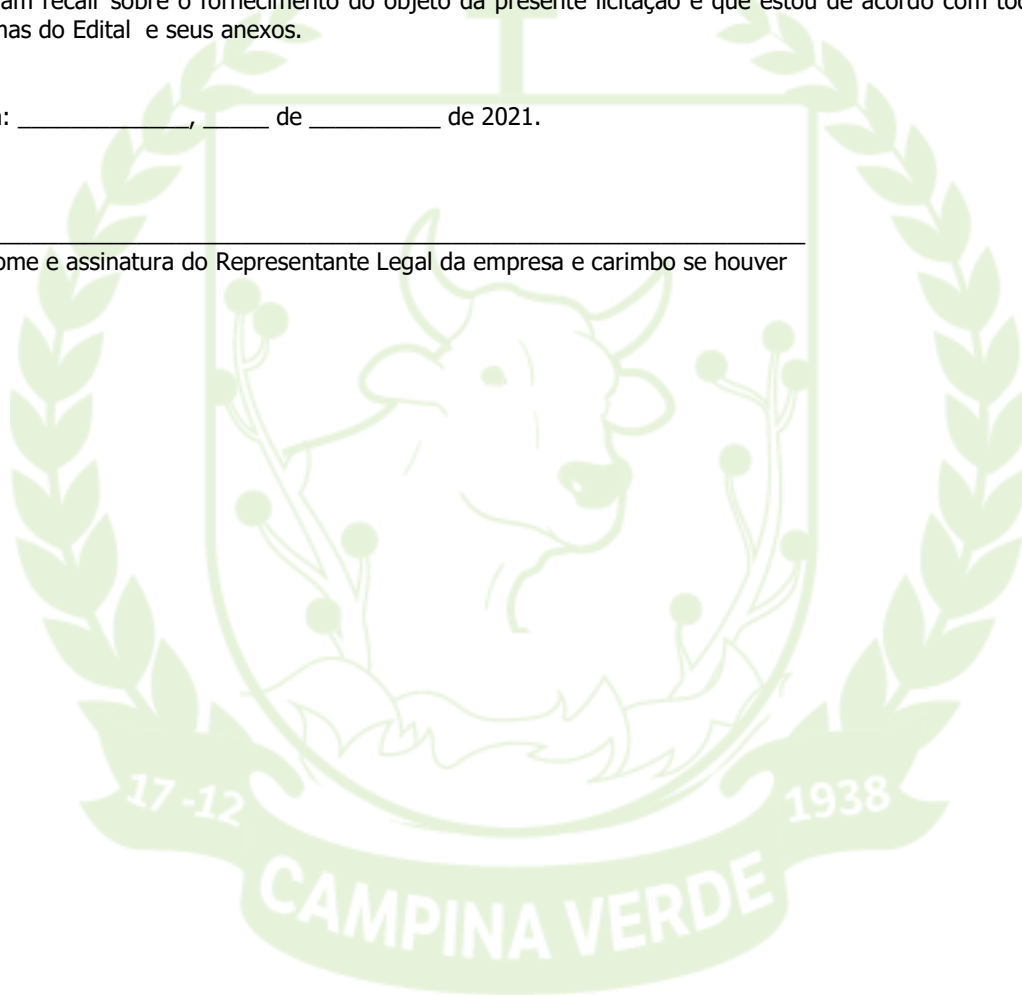 am recair sobre o fornecimento do objeto da presente licitação e que estou de acordo com
mas do Edital e seus anexos.
: _____________, _____ de __________ de 2021.
ome e assinatura do Representante Legal da empresa e carimbo se houver
17-12
1938
CAMPINA VERDE